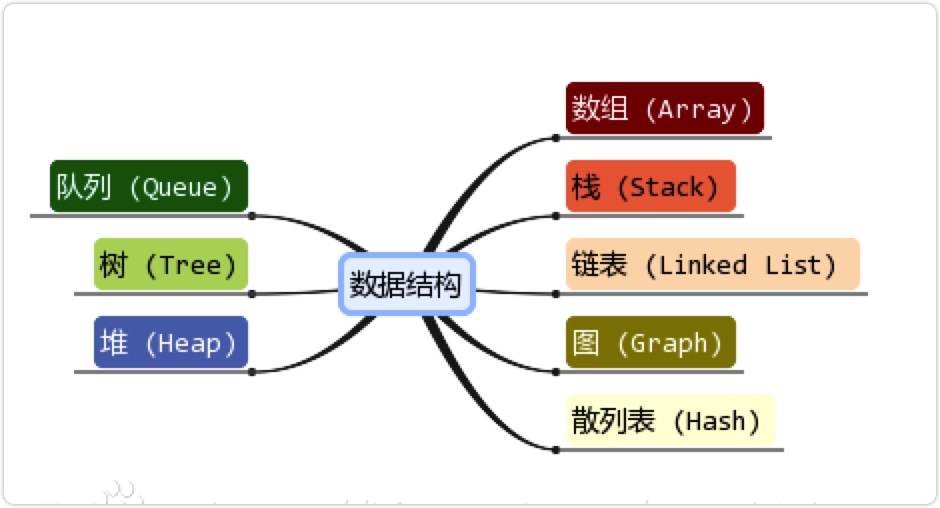 数组 (Array)
队列 (Queue)
栈 (Stack)
树 (Tree)
链表 (Linked List)
数据结构
堆 (Heap)
图 (Graph)
散列表 (Hash)